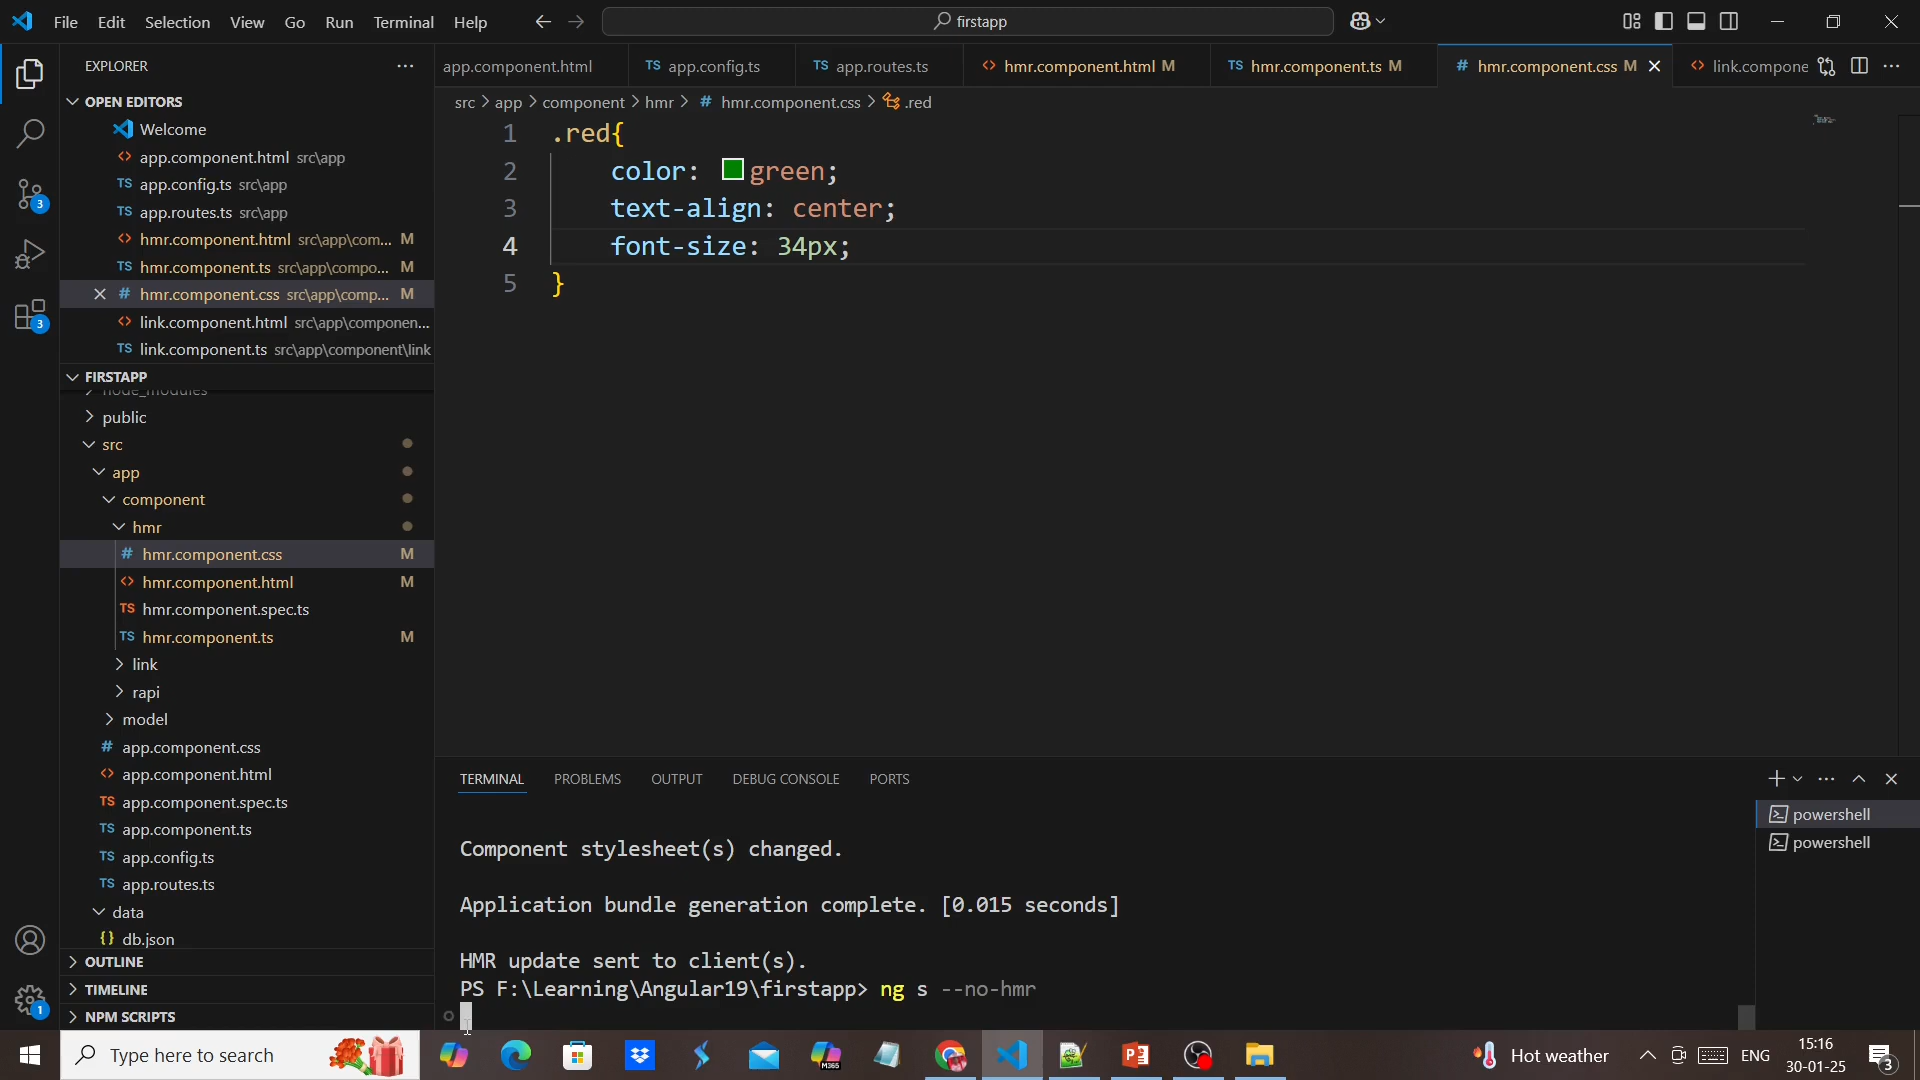 File Edit Selection View Go Run Terminal Help
firstapp
EXPLORER
OPEN EDITORS
Welcome
app.component.html src\app
app.config.ts src\app
app.routes.ts src\app
hmr.component.html src\app\com... M
hmr.component.ts src\app\compo... M
hmr.component.css src\app\comp... M
link.component.html src\app\componen...
link.component.ts src\app\component\link
FIRSTAPP
node_modules
public
src
app
component
hmr
hmr.component.css M
hmr.component.html M
hmr.component.spec.ts
hmr.component.ts M
link
rapi
model
app.component.css
app.component.html
app.component.spec.ts
app.component.ts
app.config.ts
app.routes.ts
data
db.json
OUTLINE
TIMELINE
NPM SCRIPTS
app.component.html TS app.config.ts TS app.routes.ts hmr.component.html M TS hmr.component.ts M # hmr.component.css M link.compone
src > app > component > hmr > # hmr.component.css > .red
1 .red{
2 color: green;
3 text-align: center;
4 font-size: 34px;
5 }
TERMINAL PROBLEMS OUTPUT DEBUG CONSOLE PORTS
powershell
powershell
Component stylesheet(s) changed.
Application bundle generation complete. [0.015 seconds]
HMR update sent to client(s).
PS F:\Learning\Angular19\firstapp> ng s --no-hmr
Type here to search
M365
Hot weather
ENG
15:16
30-01-25
3